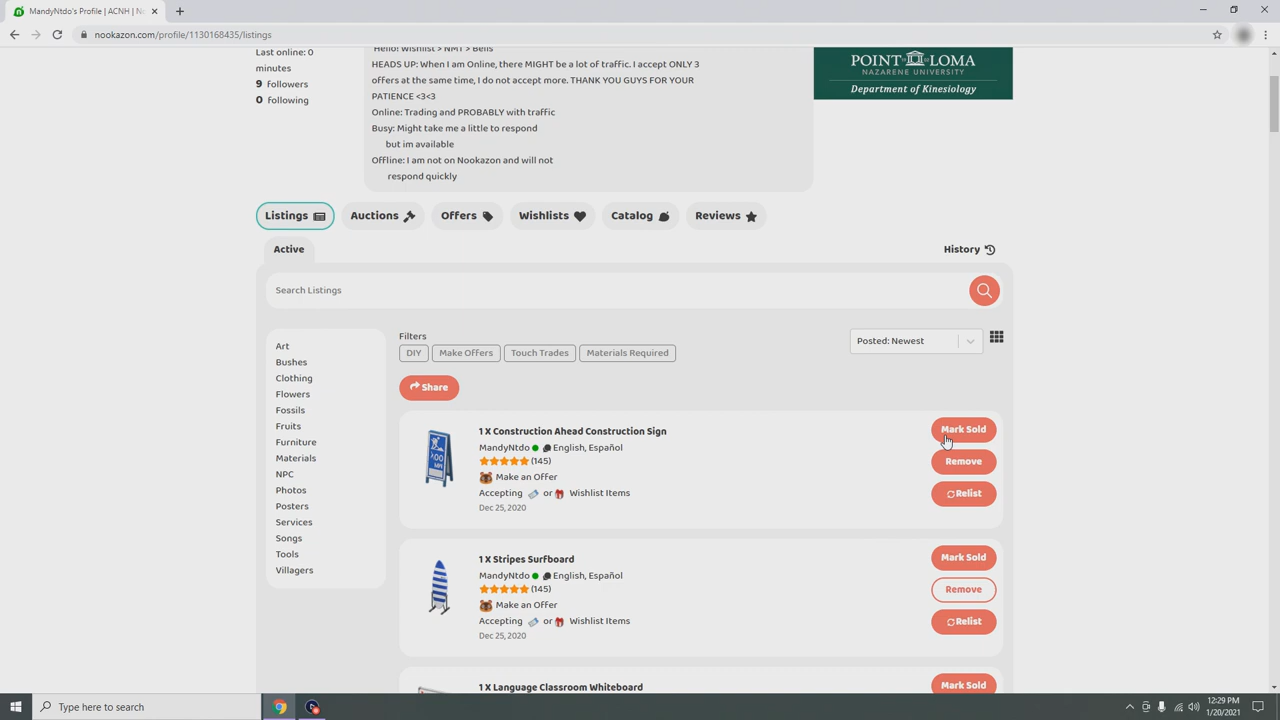 MandyNtdo's Profile | ACNH | N
nookazon.com/profile/1130168435/listings
Last online: 0
minutes
9 followers
0 following
Hello! Wishlist > NMT > Bells
HEADS UP: When I am Online, there MIGHT be a lot of traffic. I accept ONLY 3
offers at the same time, I do not accept more. THANK YOU GUYS FOR YOUR
PATIENCE <3<3
Online: Trading and PROBABLY with traffic
Busy: Might take me a little to respond
but im available
Offline: I am not on Nookazon and will not
respond quickly
POINT LOMA
NAZARENE UNIVERSITY
Department of Kinesiology
Listings
Auctions
Offers
Wishlists
Catalog
Reviews
Active
History
Search Listings
Art
Bushes
Clothing
Flowers
Fossils
Fruits
Furniture
Materials
NPC
Photos
Posters
Services
Songs
Tools
Villagers
Filters
DIY
Make Offers
Touch Trades
Materials Required
Posted: Newest
Share
1 X Construction Ahead Construction Sign
MandyNtdo English, Español
(145)
Make an Offer
Accepting or Wishlist Items
Dec 25, 2020
Mark Sold
Remove
Relist
1 X Stripes Surfboard
MandyNtdo English, Español
(145)
Make an Offer
Accepting or Wishlist Items
Dec 25, 2020
Mark Sold
Remove
Relist
1 X Language Classroom Whiteboard
Mark Sold
Type here to search
12:29 PM
1/20/2021